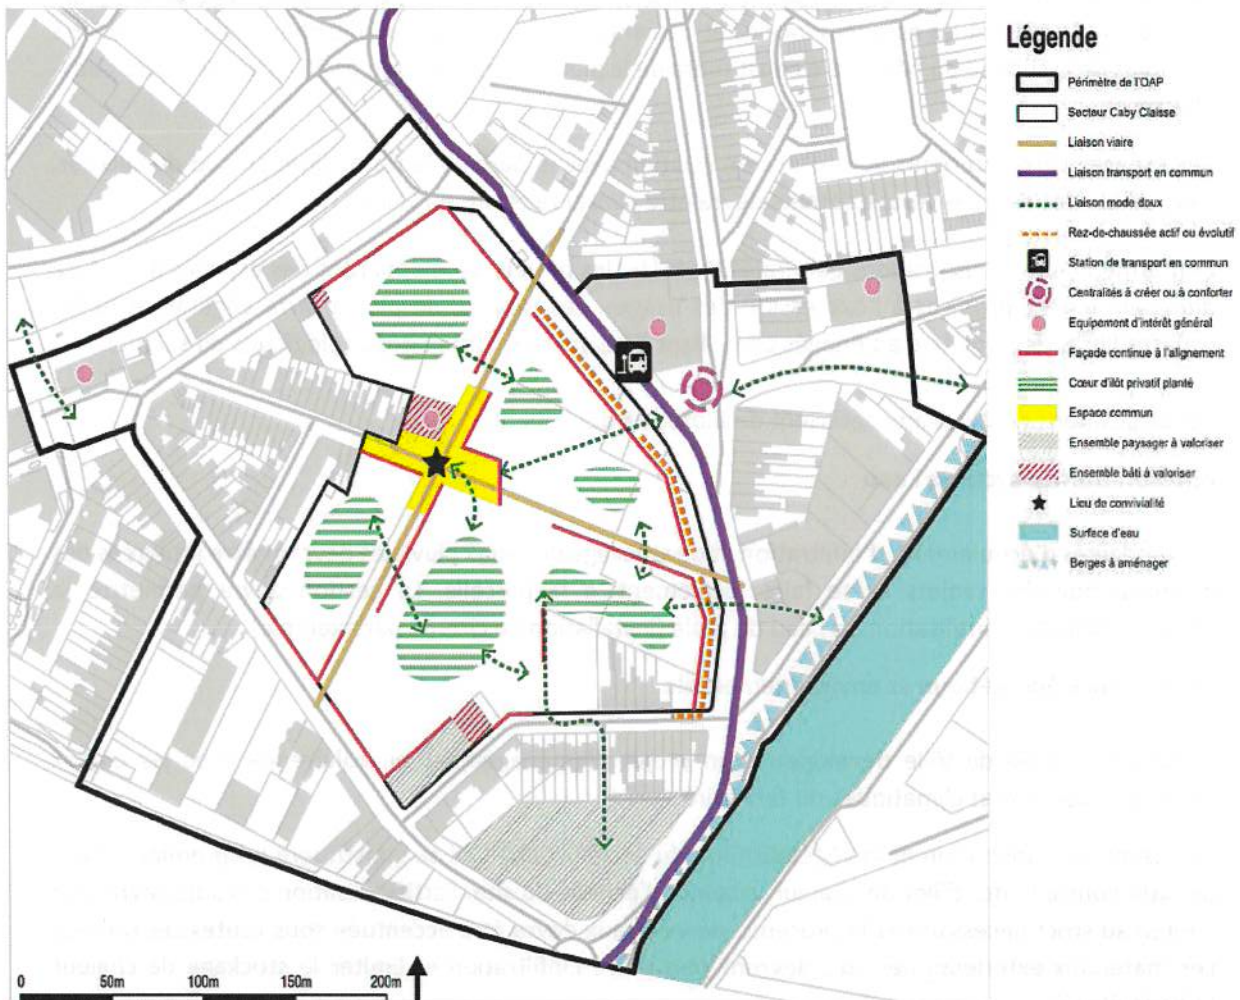 Légende
Périmètre de l'OAP
Secteur Caby Claisse
Liaison viaire
Liaison transport en commun
Liaison mode doux
Rez-de-chaussée actif ou évolutif
Station de transport en commun
Centralités à créer ou à conforter
Equipement d'intérêt général
Façade continue à l'alignement
Cœur d'ilôt privatif planté
Espace commun
Ensemble paysager à valoriser
Ensemble bâti à valoriser
Lieu de convivialité
Surface d'eau
Berges à aménager
0 50m 100m 150m 200m